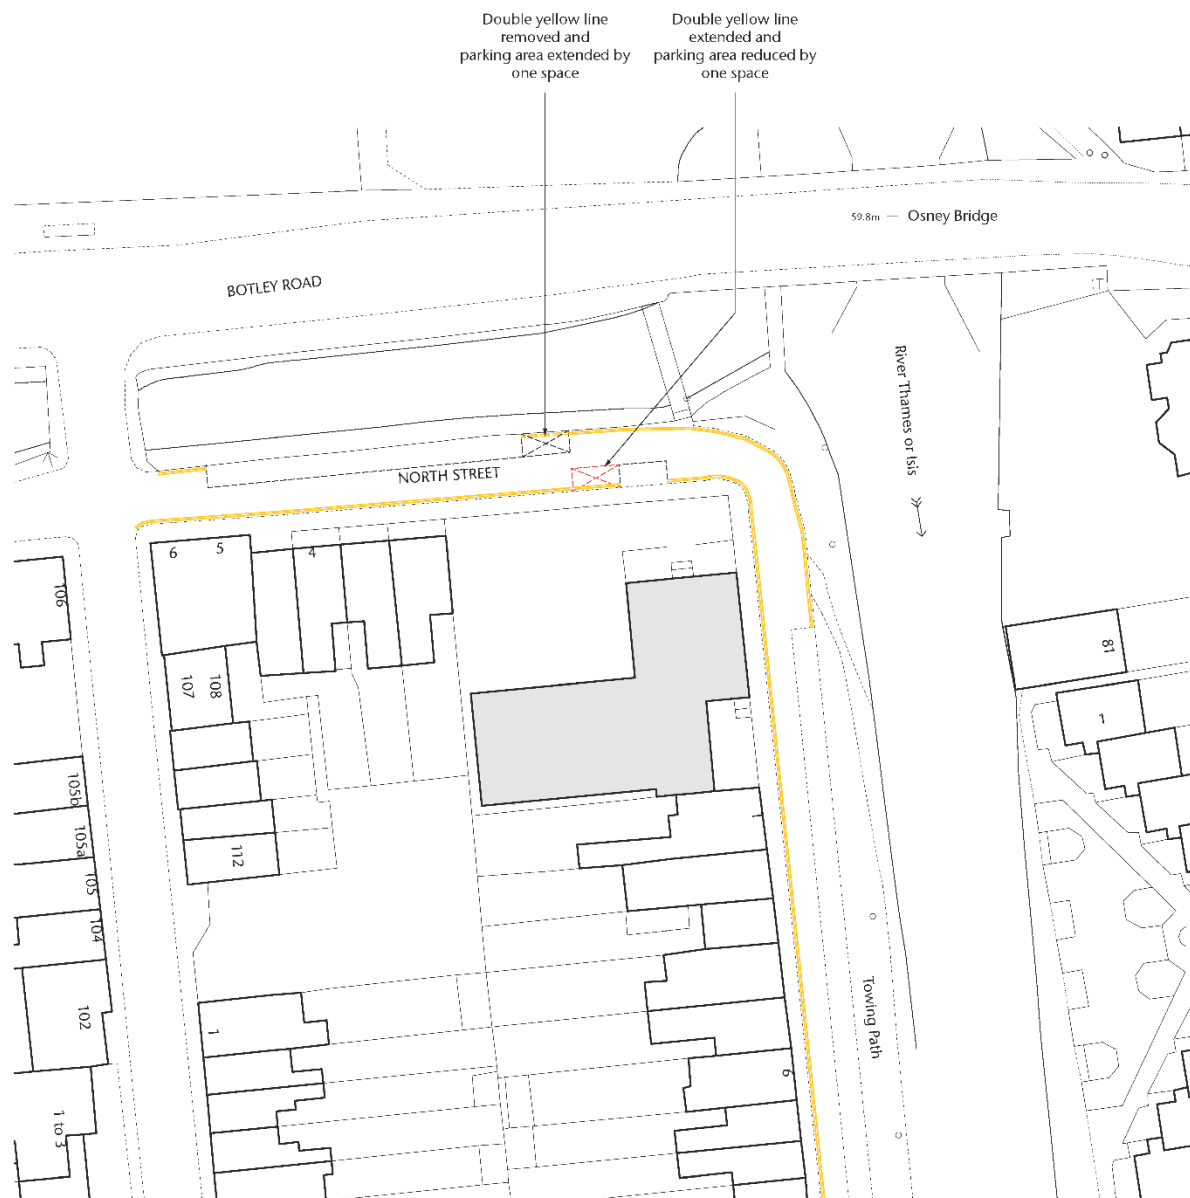 Double yellow line
removed and
parking area extended by
one space
Double yellow line
extended and
parking area reduced by
one space
59.8m
Osney Bridge
BOTLEY ROAD
River Thames or Isis
NORTH STREET
6
5
4
106
107
108
81
1
105b
105a
105
104
112
102
1
Towing Path
6
1 to 3